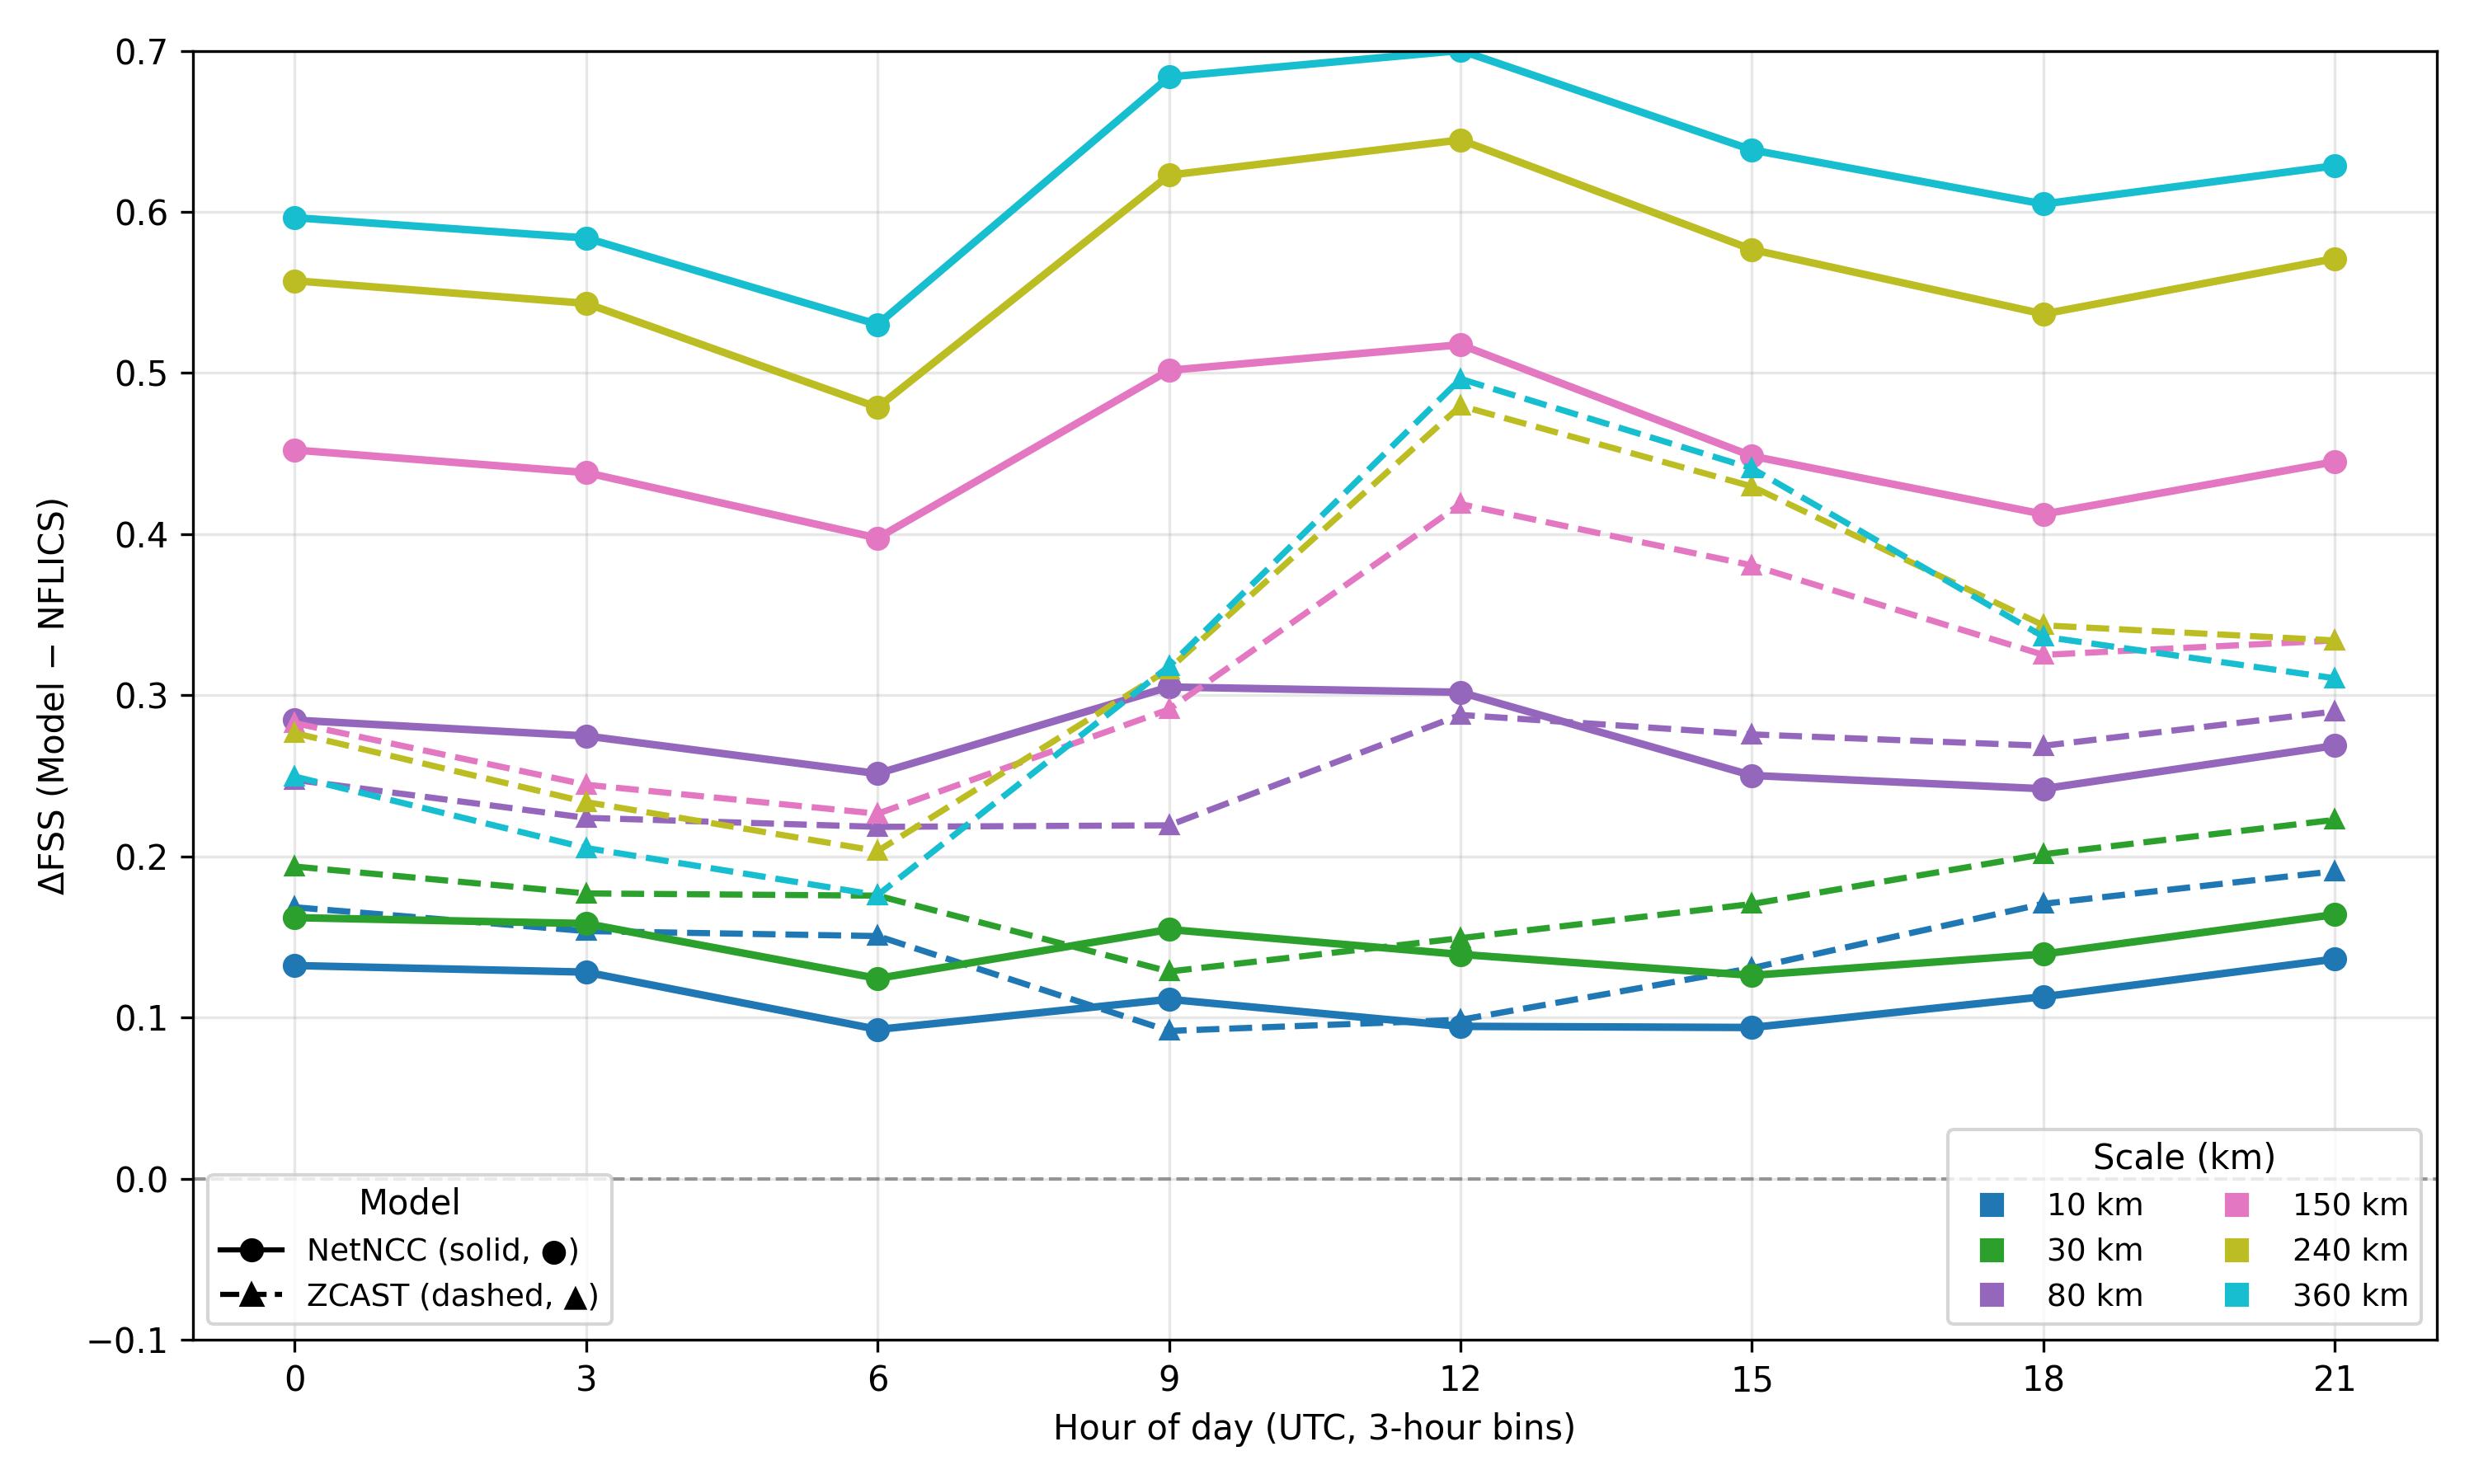 0.7
0.6
0.5
0.4
0.3
0.2
0.1
0.0
−0.1
ΔFSS (Model − NFLICS)
0 3 6 9 12 15 18 21
Hour of day (UTC, 3-hour bins)
Model
NetNCC (solid, ●)
ZCAST (dashed, ▲)
Scale (km)
10 km 150 km
30 km 240 km
80 km 360 km